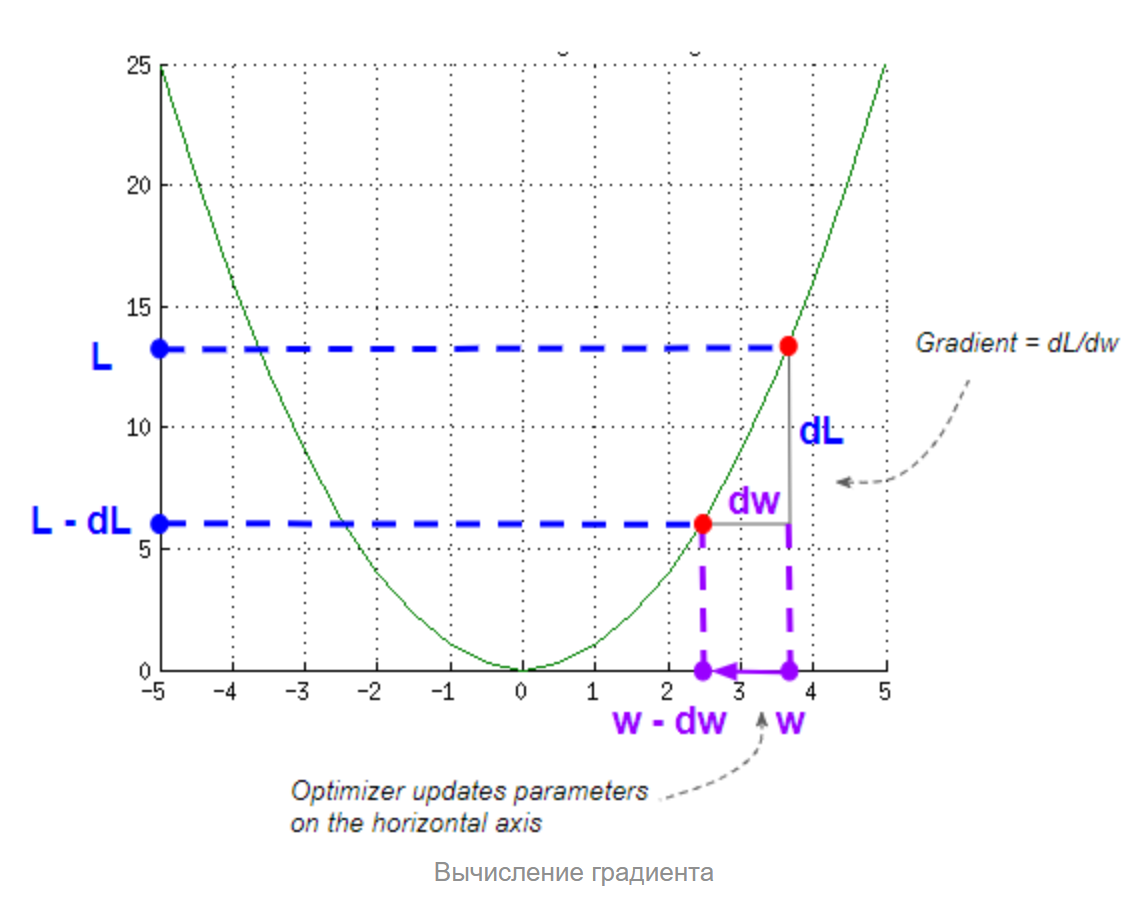 25
20
15
L
Gradient = dL/dw
10
dL
dw
L - dL
5
0
-5 -4 -3 -2 -1 0 1 2 3 4 5
w - dw w
Optimizer updates parameters
on the horizontal axis
Вычисление градиента